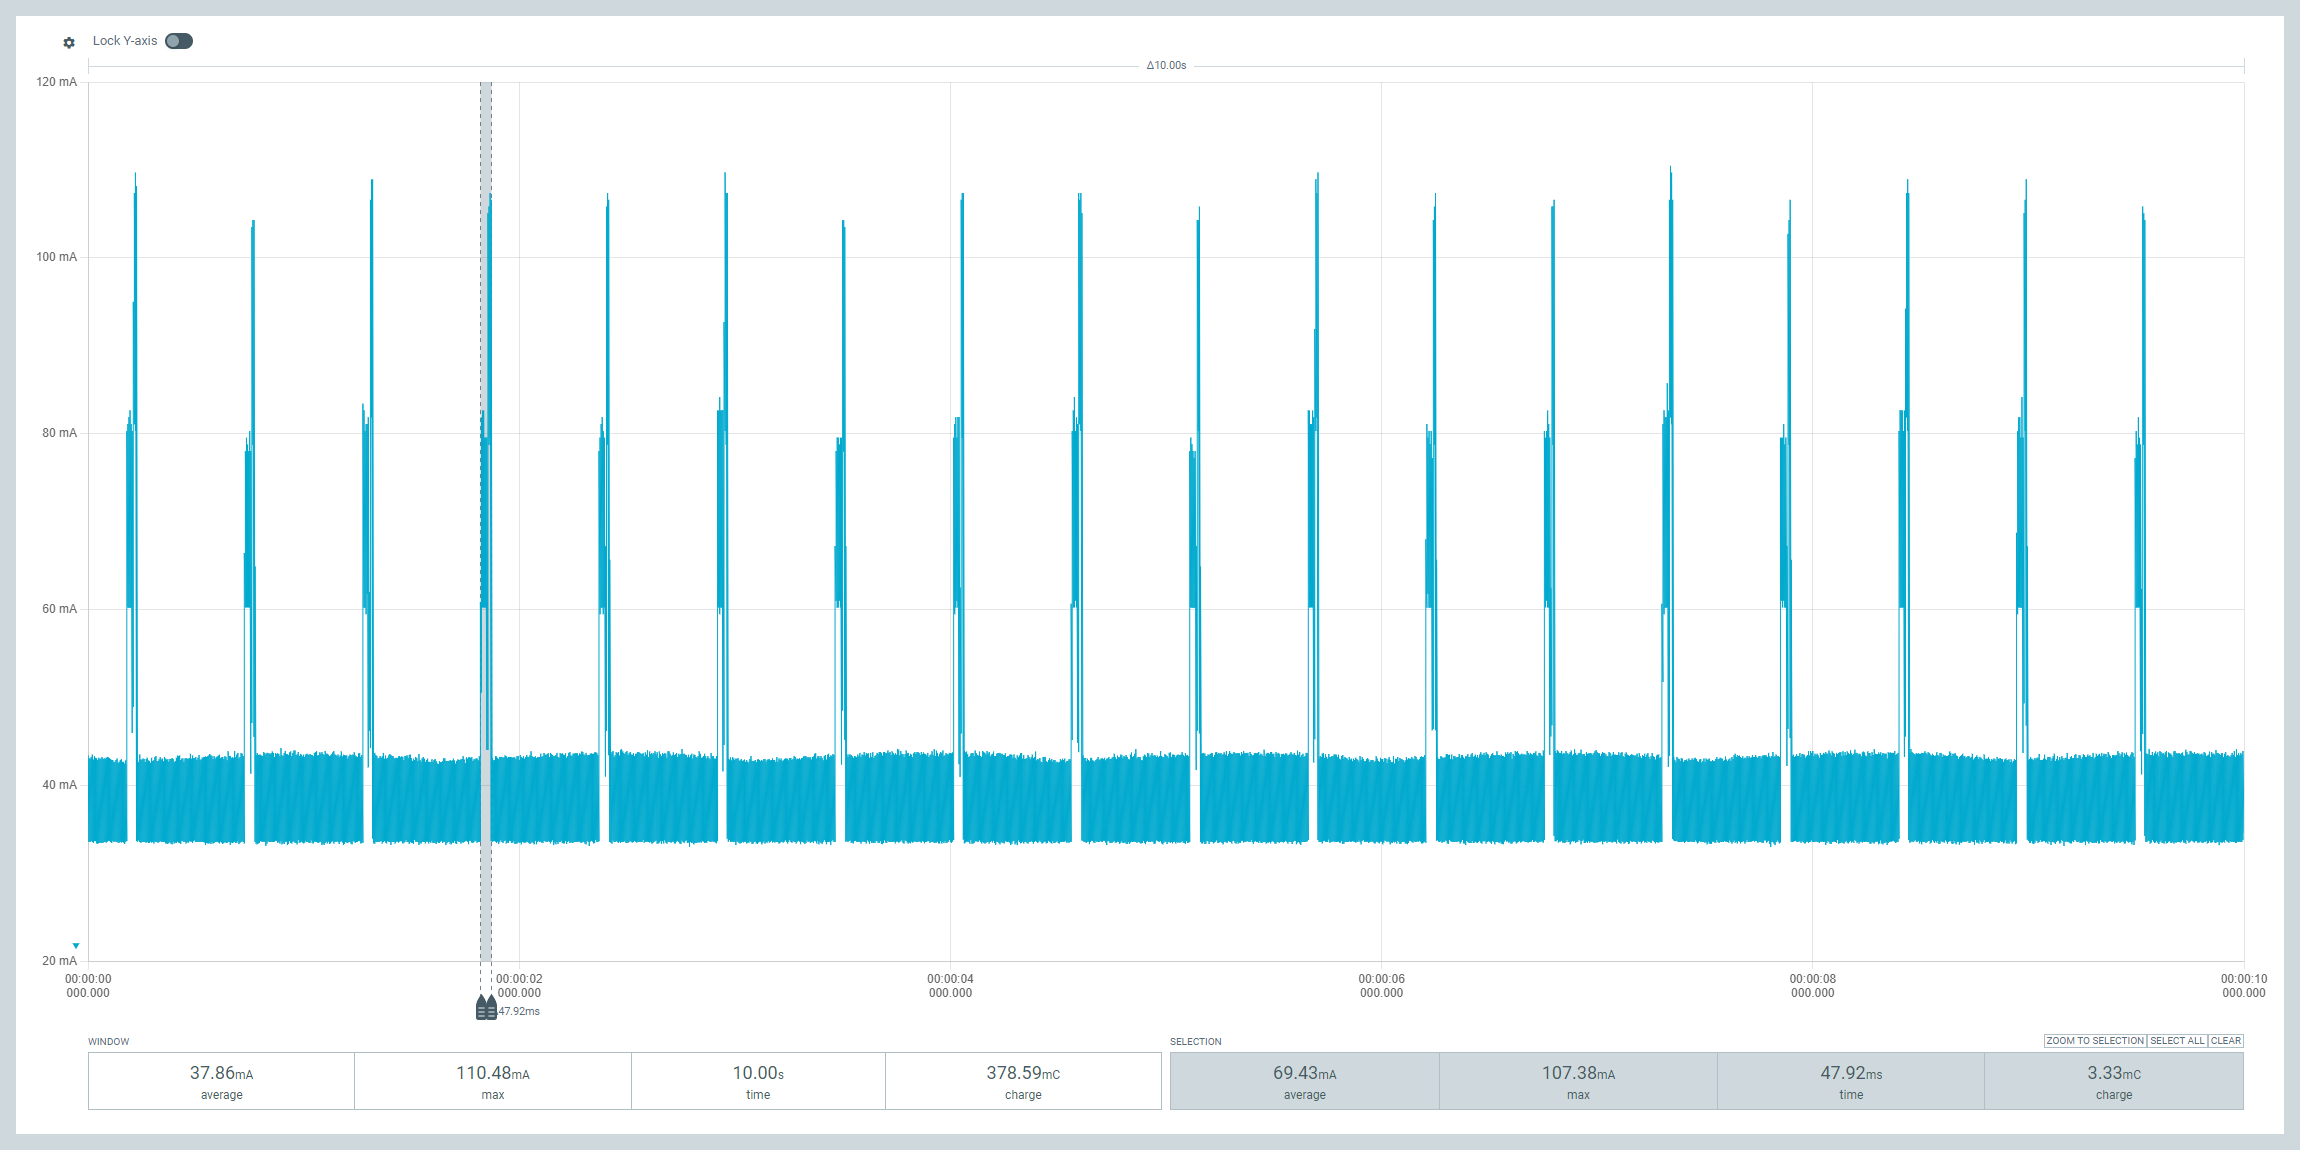 Lock Y-axis
Δ10.00s
120 mA
100 mA
80 mA
60 mA
40 mA
20 mA
00:00:00 00:00:02 00:00:04 00:00:06 00:00:08 00:00:10
000.000 000.000 000.000 000.000 000.000 000.000
47.92ms
WINDOW SELECTION ZOOM TO SELECTION SELECT ALL CLEAR
37.86mA 110.48mA 10.00s 378.59mC 69.43mA 107.38mA 47.92ms 3.33mC
average max time charge average max time charge